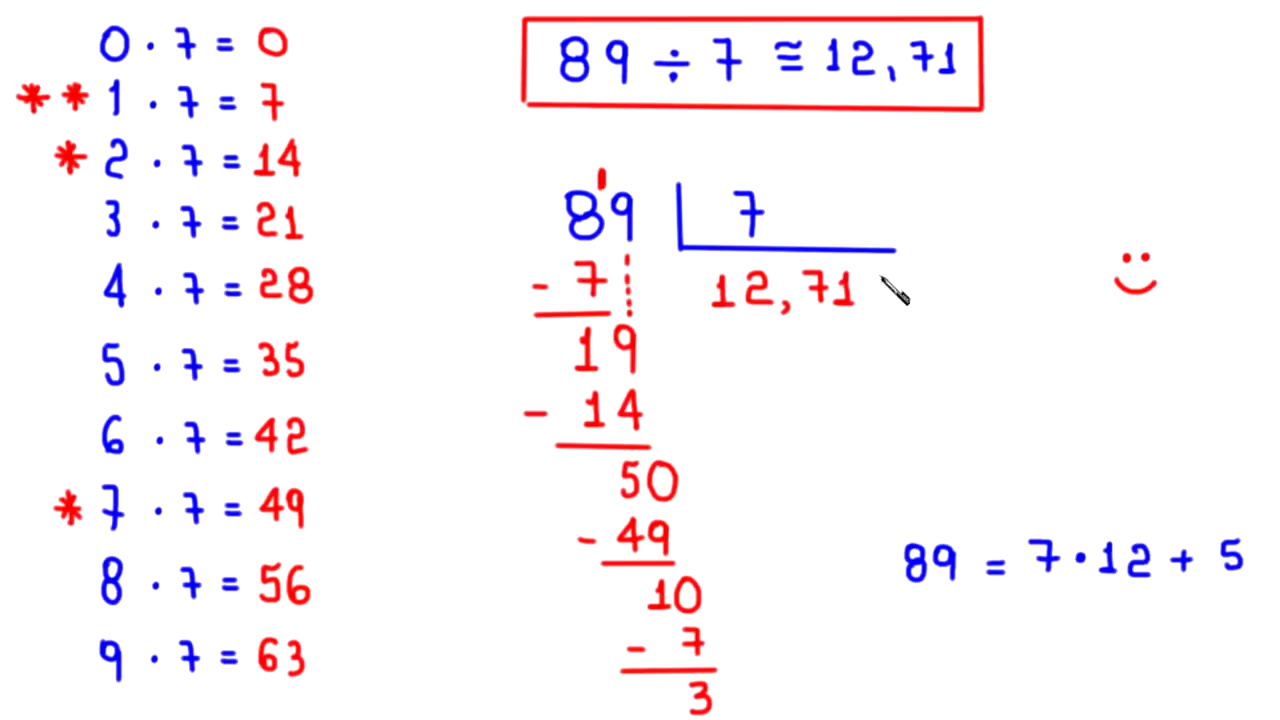 0 · 7 = 0
** 1 · 7 = 7
* 2 · 7 = 14
3 · 7 = 21
4 · 7 = 28
5 · 7 = 35
6 · 7 = 42
* 7 · 7 = 49
8 · 7 = 56
9 · 7 = 63
89 ÷ 7 ≅ 12,71
8'9 | 7
- 7
12,71
19
- 14
50
- 49
10
- 7
3
89 = 7 · 12 + 5